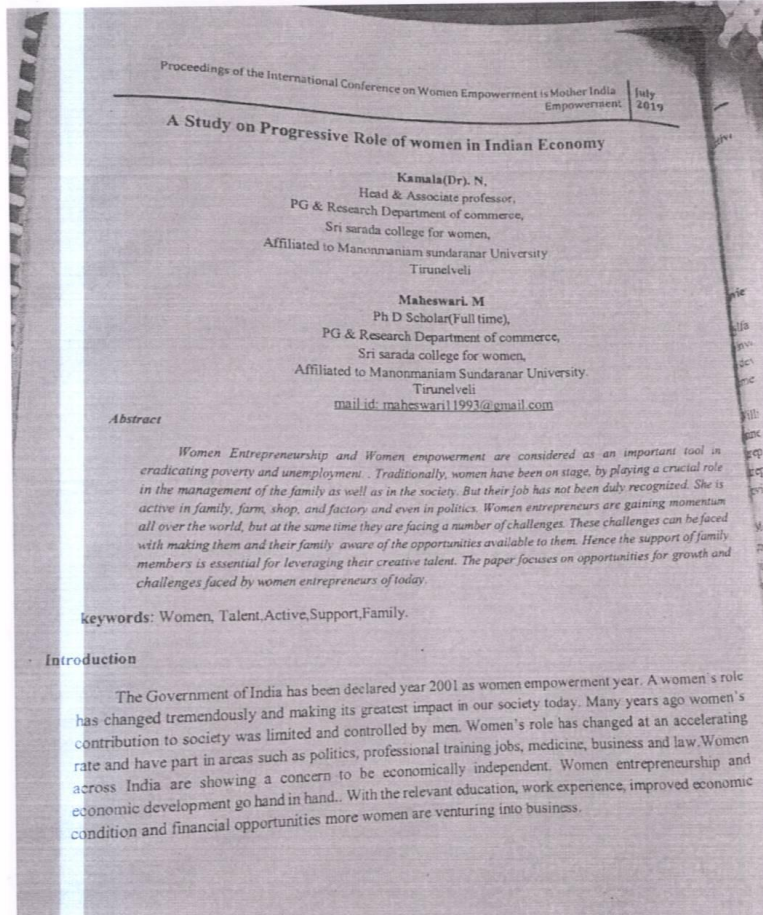 Proceedings of the International Conference on Women Empowerment is Mother India
Empowerment
July
2019
A Study on Progressive Role of women in Indian Economy
Kamala(Dr). N,
Head & Associate professor,
PG & Research Department of commerce,
Sri sarada college for women,
Affiliated to Manonmaniam sundaranar University
Tirunelveli
Maheswari. M
Ph D Scholar(Full time),
PG & Research Department of commerce,
Sri sarada college for women,
Affiliated to Manonmaniam Sundaranar University.
Tirunelveli
mail id: maheswari11993@gmail.com
Abstract
Women Entrepreneurship and Women empowerment are considered as an important tool in
eradicating poverty and unemployment. . Traditionally, women have been on stage, by playing a crucial role
in the management of the family as well as in the society. But their job has not been duly recognized. She is
active in family, farm, shop, and factory and even in politics. Women entrepreneurs are gaining momentum
all over the world, but at the same time they are facing a number of challenges. These challenges can be faced
with making them and their family aware of the opportunities available to them. Hence the support of family
members is essential for leveraging their creative talent. The paper focuses on opportunities for growth and
challenges faced by women entrepreneurs of today.
keywords: Women, Talent,Active,Support,Family.
Introduction
The Government of India has been declared year 2001 as women empowerment year. A women's role
has changed tremendously and making its greatest impact in our society today. Many years ago women's
contribution to society was limited and controlled by men. Women's role has changed at an accelerating
rate and have part in areas such as politics, professional training jobs, medicine, business and law.Women
across India are showing a concern to be economically independent. Women entrepreneurship and
economic development go hand in hand.. With the relevant education, work experience, improved economic
condition and financial opportunities more women are venturing into business.